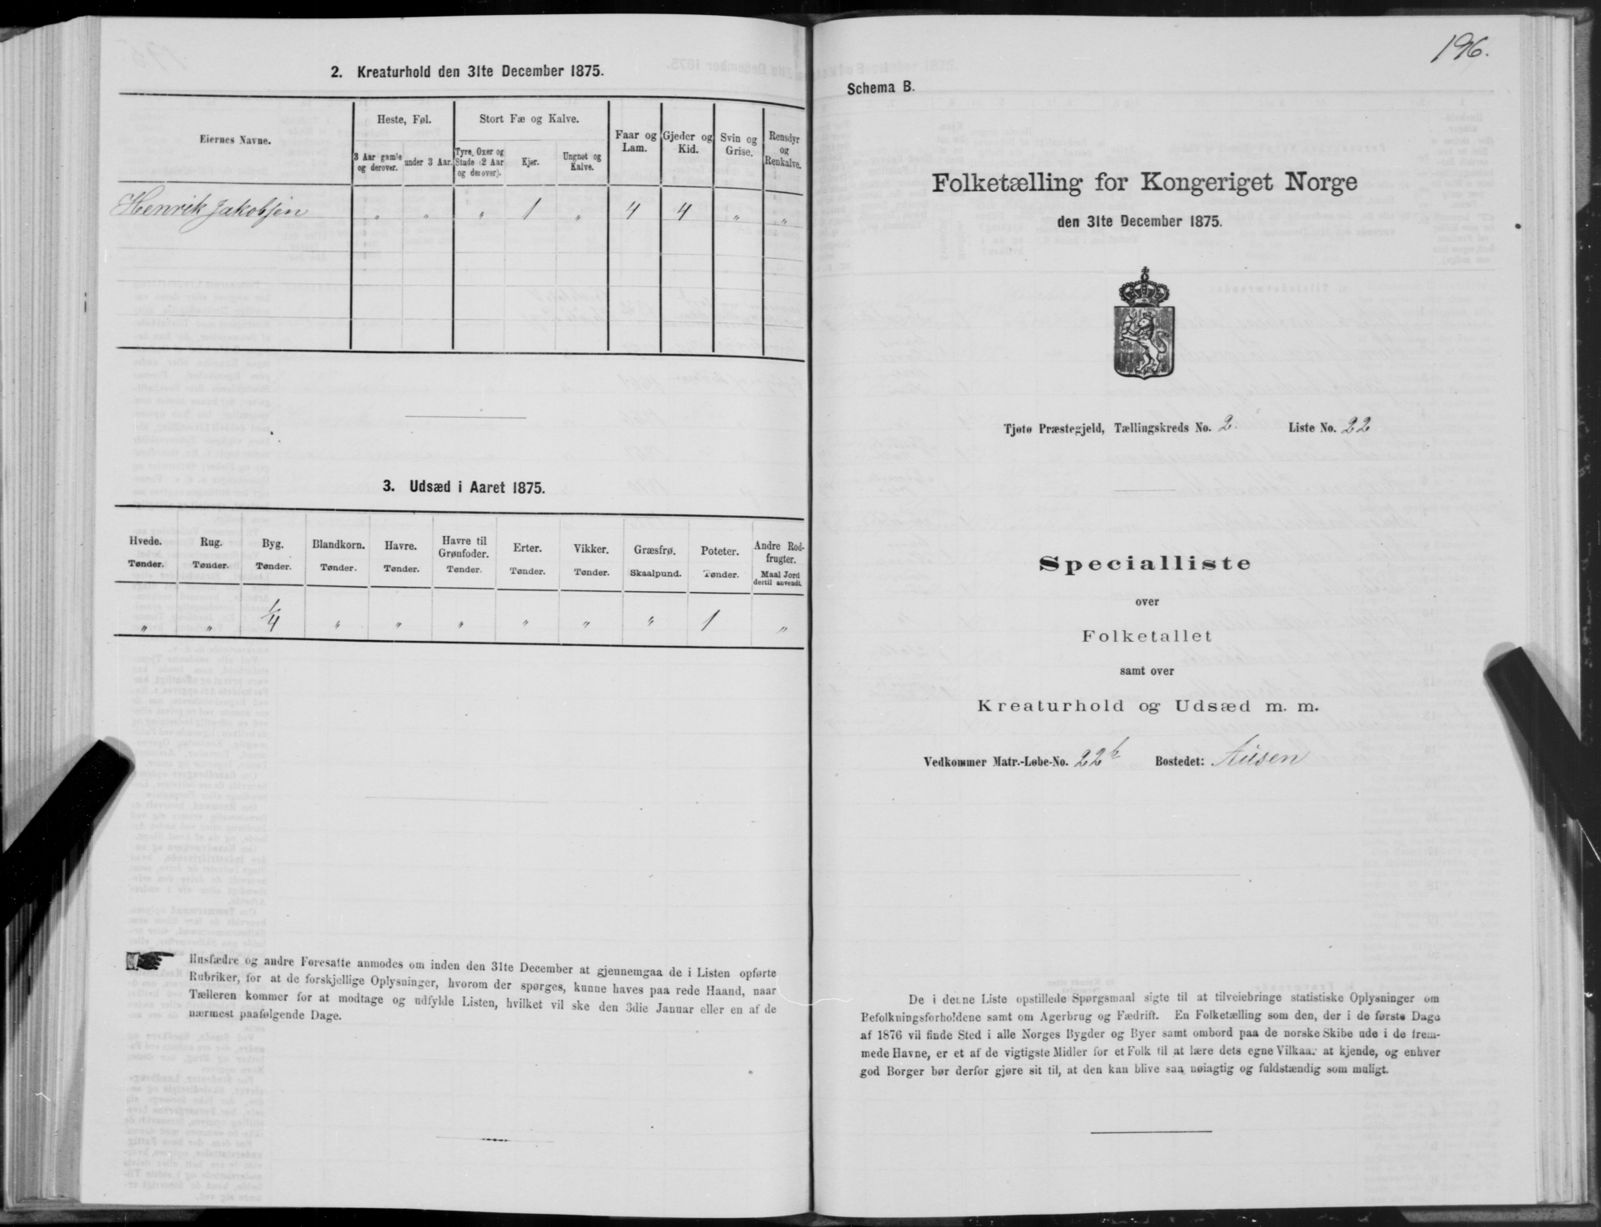 2. Kreaturhold den 31te December 1875.
Eiernes Navne.
Heste, Føl.
Stort Fæ og Kalve.
Faar og Lam.
Gjeder og Kid.
Svin og Grise.
Rensdyr og Renkalve.
3 Aar gamle og derover.
under 3 Aar.
Tyre, Oxer og Stude (2 Aar og derover).
Kjør.
Ungnøt og Kalve.
Henrik Jakobsen " " " 1 " 4 4 " "
3. Udsæd i Aaret 1875.
Hvede. Rug. Byg. Blandkorn. Havre. Havre til Grønfoder. Erter. Vikker. Græsfrø. Poteter. Andre Rodfrugter.
Tønder. Tønder. Tønder. Tønder. Tønder. Tønder. Tønder. Tønder. Skaalpund. Tønder. Maal Jord dertil anvendt.
" " 1/4 " " " " " " 1 "
Husfædre og andre Foresatte anmodes om inden den 31te December at gjennemgaa de i Listen opførte
Rubriker, for at de forskjellige Oplysninger, hvorom der spørges, kunne haves paa rede Haand, naar
Tælleren kommer for at modtage og udfylde Listen, hvilket vil ske den 3die Januar eller en af de
nærmest paafølgende Dage.
196.
Schema B.
Folketælling for Kongeriget Norge
den 31te December 1875.
Tjøtø Præstegjeld, Tællingskreds No. 2. Liste No. 22
Specialliste
over
Folketallet
samt over
Kreaturhold og Udsæd m. m.
Vedkommer Matr.-Løbe-No. 22b Bostedet: Ausen
De i denne Liste opstillede Spørgsmaal sigte til at tilveiebringe statistiske Oplysninger om
Befolkningsforholdene samt om Agerbrug og Fædrift. En Folketælling som den, der i de første Dage
af 1876 vil finde Sted i alle Norges Bygder og Byer samt ombord paa de norske Skibe ude i de frem-
mede Havne, er et af de vigtigste Midler for et Folk til at lære dets egne Vilkaar at kjende, og enhver
god Borger bør derfor gjøre sit til, at den kan blive saa nøiagtig og fuldstændig som muligt.